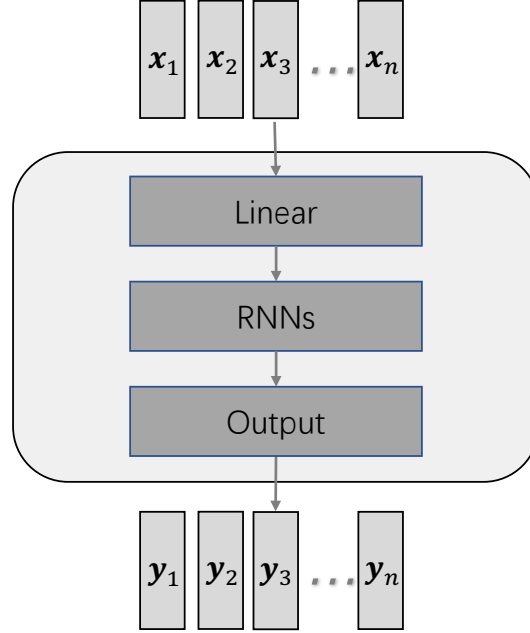 x₁ x₂ x₃ ... xₙ
Linear
RNNs
Output
y₁ y₂ y₃ ... yₙ